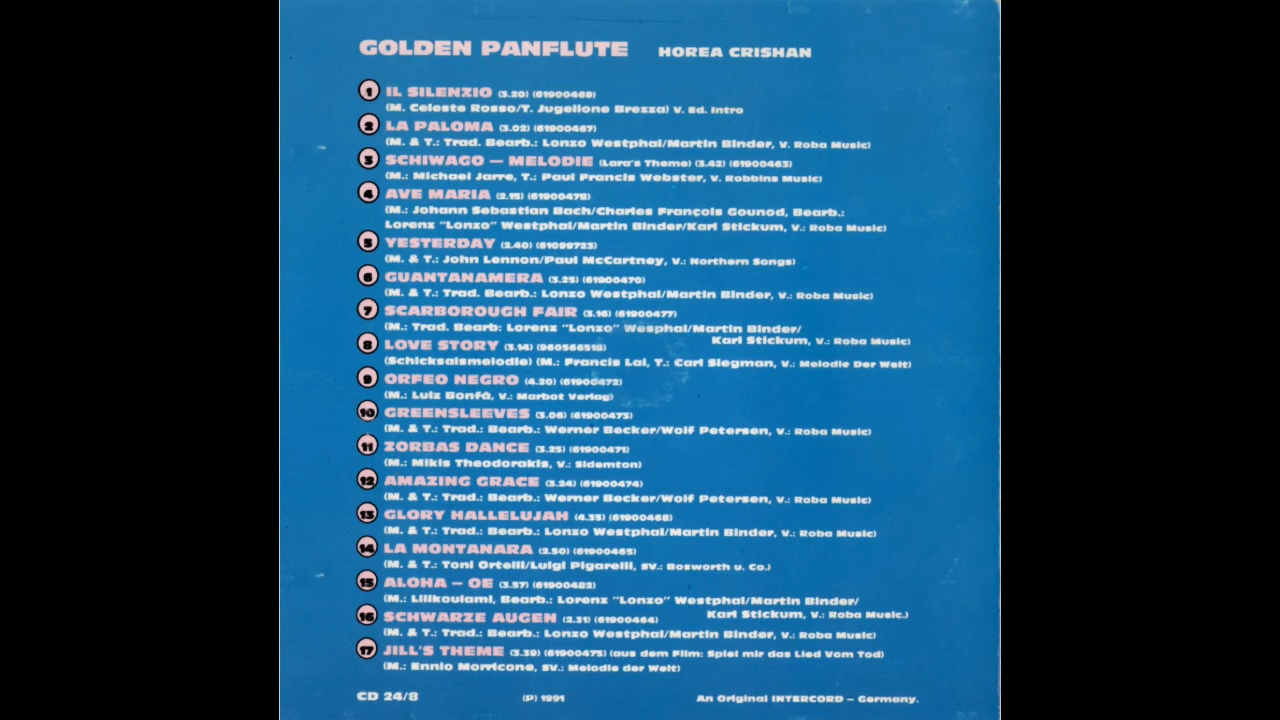 GOLDEN PANFLUTE HOREA CRISHAN
1 IL SILENZIO (3.20) (61900469)
(M. Celeste Rosso/T. Jugelione Brezza) V. Ed. Intro
2 LA PALOMA (3.02) (61900467)
(M. & T.: Trad. Bearb.: Lonzo Westphal/Martin Binder, V. Roba Music)
3 SCHIWAGO – MELODIE (Lara's Theme) (3.42) (61900463)
(M.: Michael Jarre, T.: Paul Francis Webster, V. Robbins Music)
4 AVE MARIA (2.15) (61900478)
(M.: Johann Sebastian Bach/Charles François Gounod, Bearb.:
Lorenz "Lonzo" Westphal/Martin Binder/Karl Stickum, V.: Roba Music)
5 YESTERDAY (2.40) (61099723)
(M. & T.: John Lennon/Paul McCartney, V.: Northern Songs)
6 GUANTANAMERA (3.25) (61900470)
(M. & T.: Trad. Bearb.: Lonzo Westphal/Martin Binder, V.: Roba Music)
7 SCARBOROUGH FAIR (3.16) (61900477)
(M.: Trad. Bearb: Lorenz "Lonzo" Wesphal/Martin Binder/
Karl Stickum, V.: Roba Music)
8 LOVE STORY (3.14) (960566518)
(Schicksalsmelodie) (M.: Francis Lai, T.: Carl Siegman, V.: Melodie Der Welt)
9 ORFEO NEGRO (4.20) (61900472)
(M.: Luiz Bonfá, V.: Marbot Verlag)
10 GREENSLEEVES (3.06) (61900473)
(M. & T.: Trad.: Bearb.: Werner Becker/Wolf Petersen, V.: Roba Music)
11 ZORBAS DANCE (3.25) (61900471)
(M.: Mikis Theodorakis, V.: Sidemton)
12 AMAZING GRACE (3.24) (61900474)
(M. & T.: Trad.: Bearb.: Werner Becker/Wolf Petersen, V.: Roba Music)
13 GLORY HALLELUJAH (4.35) (61900468)
(M. & T.: Trad.: Bearb.: Lonzo Westphal/Martin Binder, V.: Roba Music)
14 LA MONTANARA (2.50) (61900465)
(M. & T.: Toni Ortelli/Luigi Pigarelli, SV.: Bosworth u. Co.)
15 ALOHA – OE (3.57) (61900482)
(M.: Lilikoulami, Bearb.: Lorenz "Lonzo" Westphal/Martin Binder/
Karl Stickum, V.: Roba Music.)
16 SCHWARZE AUGEN (2.31) (61900464)
(M. & T.: Trad.: Bearb.: Lonzo Westphal/Martin Binder, V.: Roba Music)
17 JILL'S THEME (3.39) (61900475) (aus dem Film: Spiel mir das Lied Vom Tod)
(M.: Ennio Morricone, SV.: Melodie der Welt)
CD 24/8 (P) 1991 An Original INTERCORD – Germany.